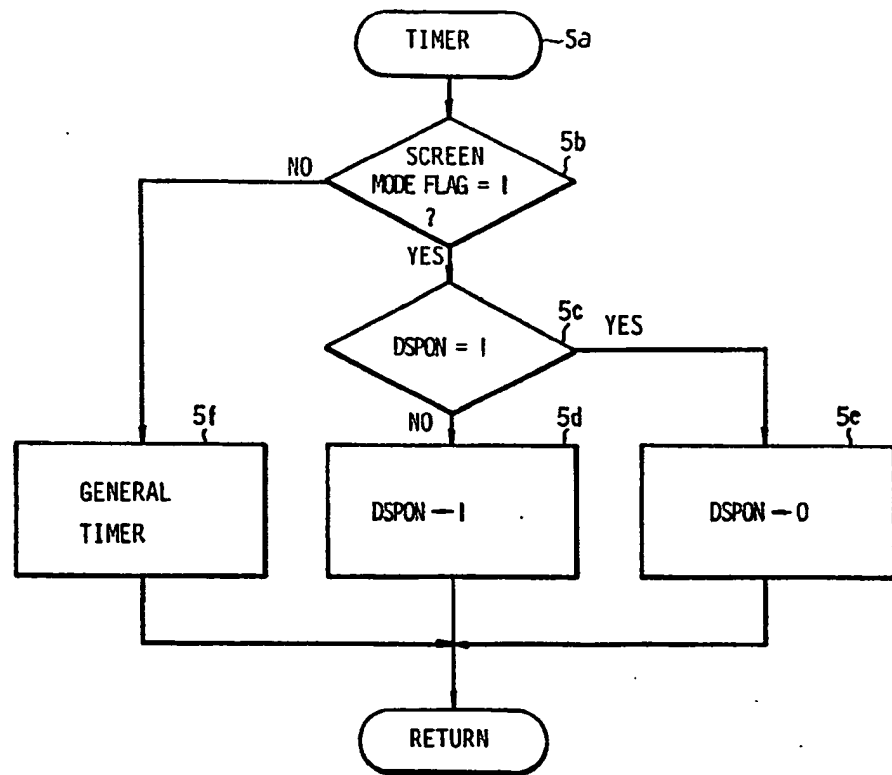 TIMER
5a
SCREEN
MODE FLAG = 1
?
5b
NO
YES
DSPON = 1
5c
YES
NO
5f
GENERAL
TIMER
5d
DSPON — 1
5e
DSPON — 0
RETURN